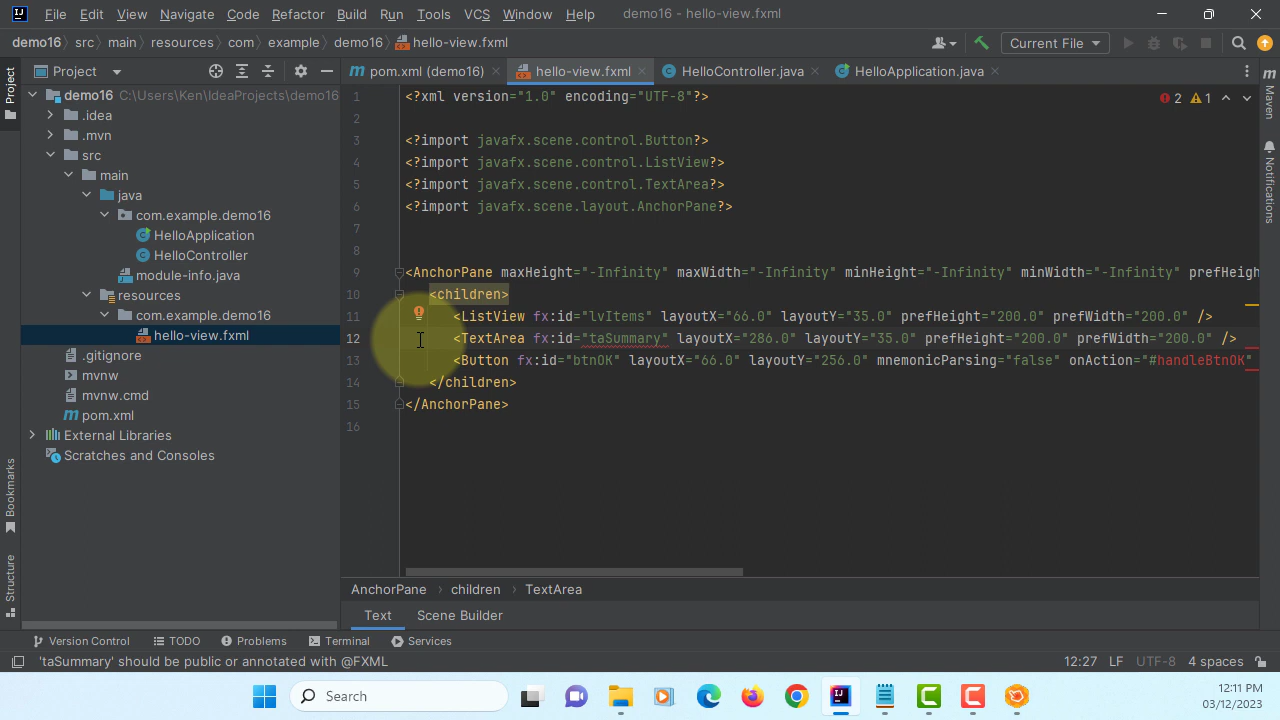 File Edit View Navigate Code Refactor Build Run Tools VCS Window Help demo16 - hello-view.fxml
demo16 src main resources com example demo16 hello-view.fxml Current File
Project
pom.xml (demo16) hello-view.fxml HelloController.java HelloApplication.java
Project
Maven
Notifications
Bookmarks
Structure
demo16 C:\Users\Ken\IdeaProjects\demo16
.idea
.mvn
src
main
java
com.example.demo16
HelloApplication
HelloController
module-info.java
resources
com.example.demo16
hello-view.fxml
.gitignore
mvnw
mvnw.cmd
pom.xml
External Libraries
Scratches and Consoles
2 1
1 <?xml version="1.0" encoding="UTF-8"?>
2
3 <?import javafx.scene.control.Button?>
4 <?import javafx.scene.control.ListView?>
5 <?import javafx.scene.control.TextArea?>
6 <?import javafx.scene.layout.AnchorPane?>
7
8
9 <AnchorPane maxHeight="-Infinity" maxWidth="-Infinity" minHeight="-Infinity" minWidth="-Infinity" prefHeigh
10 <children>
11 <ListView fx:id="lvItems" layoutX="66.0" layoutY="35.0" prefHeight="200.0" prefWidth="200.0" />
12 <TextArea fx:id="taSummary" layoutX="286.0" layoutY="35.0" prefHeight="200.0" prefWidth="200.0" />
13 <Button fx:id="btnOK" layoutX="66.0" layoutY="256.0" mnemonicParsing="false" onAction="#handleBtnOK"
14 </children>
15 </AnchorPane>
16
AnchorPane children TextArea
Text Scene Builder
Version Control TODO Problems Terminal Services
'taSummary' should be public or annotated with @FXML 12:27 LF UTF-8 4 spaces
Search
12:11 PM
03/12/2023